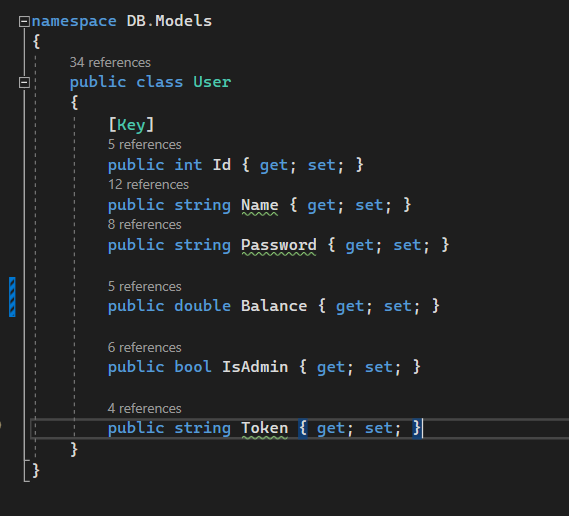 namespace DB.Models
{
34 references
public class User
{
[Key]
5 references
public int Id { get; set; }
12 references
public string Name { get; set; }
8 references
public string Password { get; set; }
5 references
public double Balance { get; set; }
6 references
public bool IsAdmin { get; set; }
4 references
public string Token { get; set; }
}
}